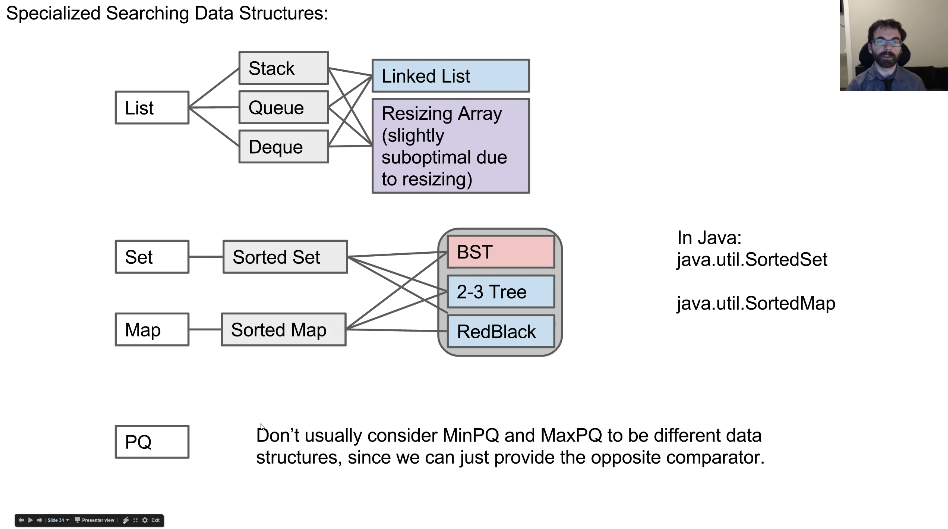 Specialized Searching Data Structures:
Stack
Queue
Deque
List
Linked List
Resizing Array
(slightly
suboptimal due
to resizing)
Set
Sorted Set
Map
Sorted Map
BST
2-3 Tree
RedBlack
In Java:
java.util.SortedSet
java.util.SortedMap
PQ
Don't usually consider MinPQ and MaxPQ to be different data
structures, since we can just provide the opposite comparator.
Slide 34
Presenter view
Exit